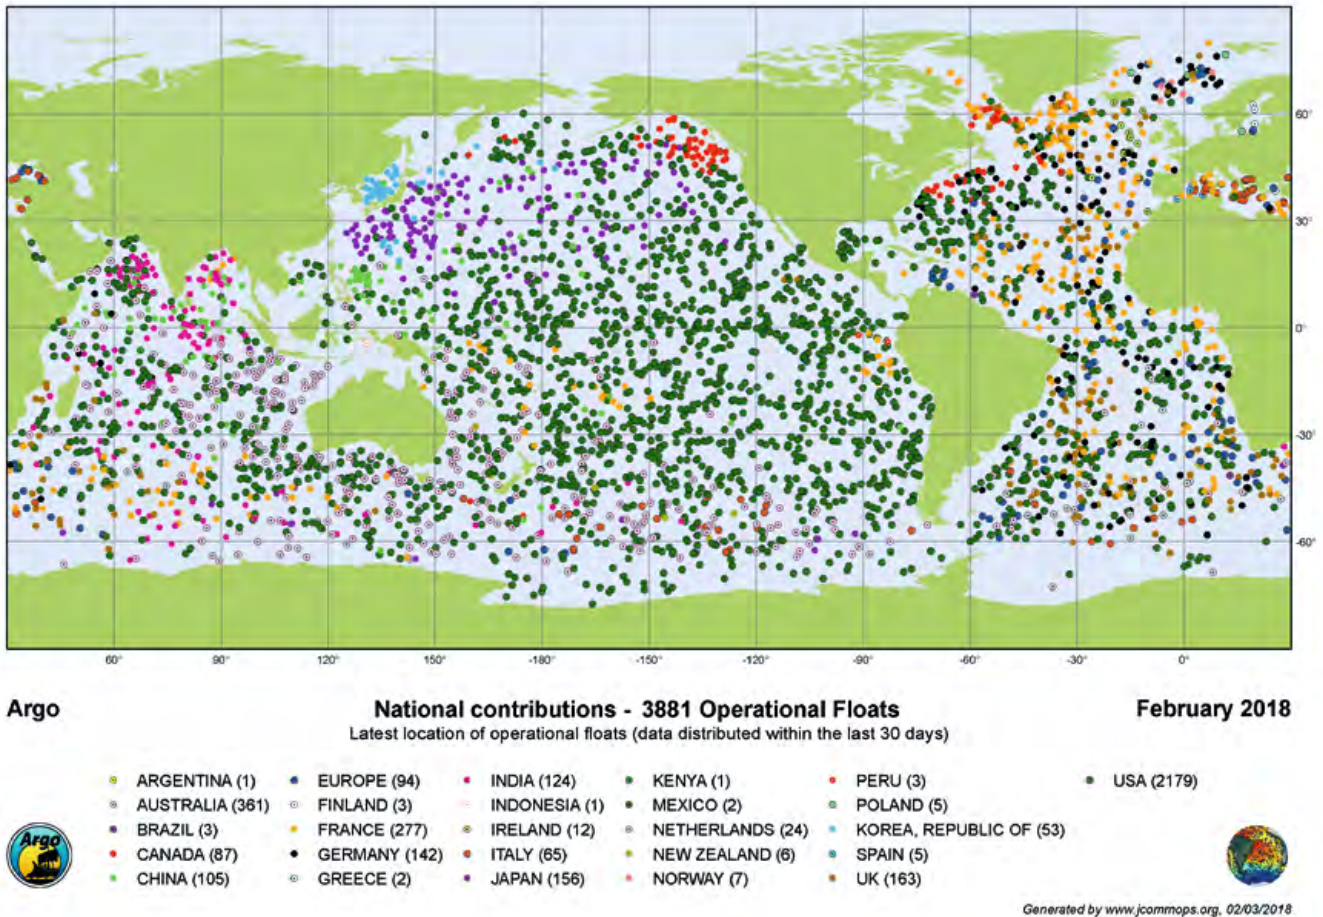 60°
30°
0°
-30°
-60°
60° 90° 120° 150° -180° -150° -120° -90° -60° -30° 0°
Argo National contributions - 3881 Operational Floats February 2018
Latest location of operational floats (data distributed within the last 30 days)
ARGENTINA (1) EUROPE (94) INDIA (124) KENYA (1) PERU (3) USA (2179)
AUSTRALIA (361) FINLAND (3) INDONESIA (1) MEXICO (2) POLAND (5)
BRAZIL (3) FRANCE (277) IRELAND (12) NETHERLANDS (24) KOREA, REPUBLIC OF (53)
CANADA (87) GERMANY (142) ITALY (65) NEW ZEALAND (6) SPAIN (5)
CHINA (105) GREECE (2) JAPAN (156) NORWAY (7) UK (163)
Argo
Generated by www.jcommops.org, 02/03/2018